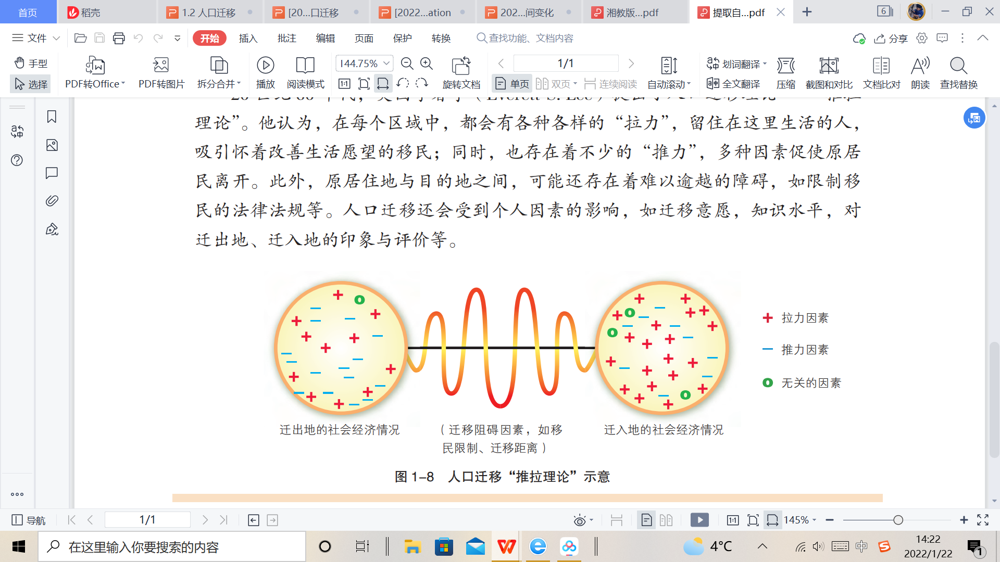 首页
稻壳
1.2 人口迁移
[20...口迁移
[2022...ation
202...间变化
湘教版...pdf
提取自...pdf
6
文件
开始
插入
批注
编辑
页面
保护
转换
查找功能、文档内容
分享
手型
选择
PDF转Office
PDF转图片
拆分合并
播放
阅读模式
144.75%
1:1
旋转文档
1/1
单页
双页
连续阅读
自动滚动
划词翻译
全文翻译
压缩
截图和对比
文档比对
朗读
查找替换
理论”。他认为，在每个区域中，都会有各种各样的“拉力”，留住在这里生活的人，
吸引怀着改善生活愿望的移民；同时，也存在着不少的“推力”，多种因素促使原居
民离开。此外，原居住地与目的地之间，可能还存在着难以逾越的障碍，如限制移
民的法律法规等。人口迁移还会受到个人因素的影响，如迁移意愿，知识水平，对
迁出地、迁入地的印象与评价等。
拉力因素
推力因素
无关的因素
迁出地的社会经济情况
（迁移阻碍因素，如移
民限制、迁移距离）
迁入地的社会经济情况
图 1-8 人口迁移“推拉理论”示意
导航
1/1
1:1
145%
在这里输入你要搜索的内容
4°C
中
14:22
2022/1/22
1